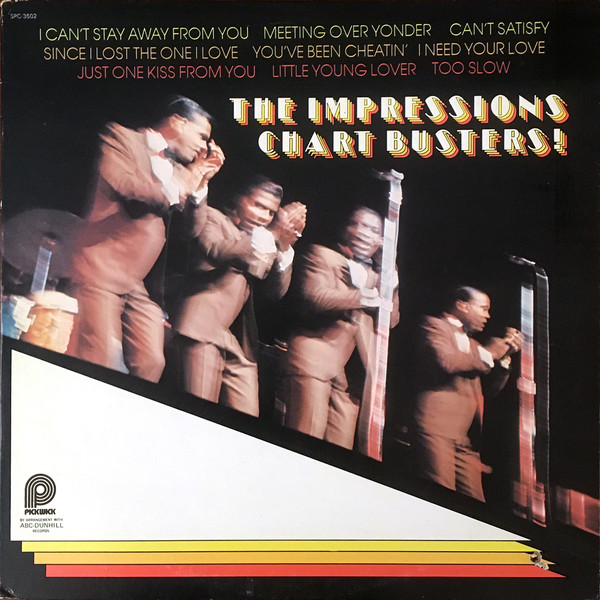 SPC-3502
I CAN'T STAY AWAY FROM YOU MEETING OVER YONDER CAN'T SATISFY
SINCE I LOST THE ONE I LOVE YOU'VE BEEN CHEATIN' I NEED YOUR LOVE
JUST ONE KISS FROM YOU LITTLE YOUNG LOVER TOO SLOW
THE IMPRESSIONS
CHART BUSTERS!
PICKWICK
BY ARRANGEMENT WITH
ABC-DUNHILL
RECORDS